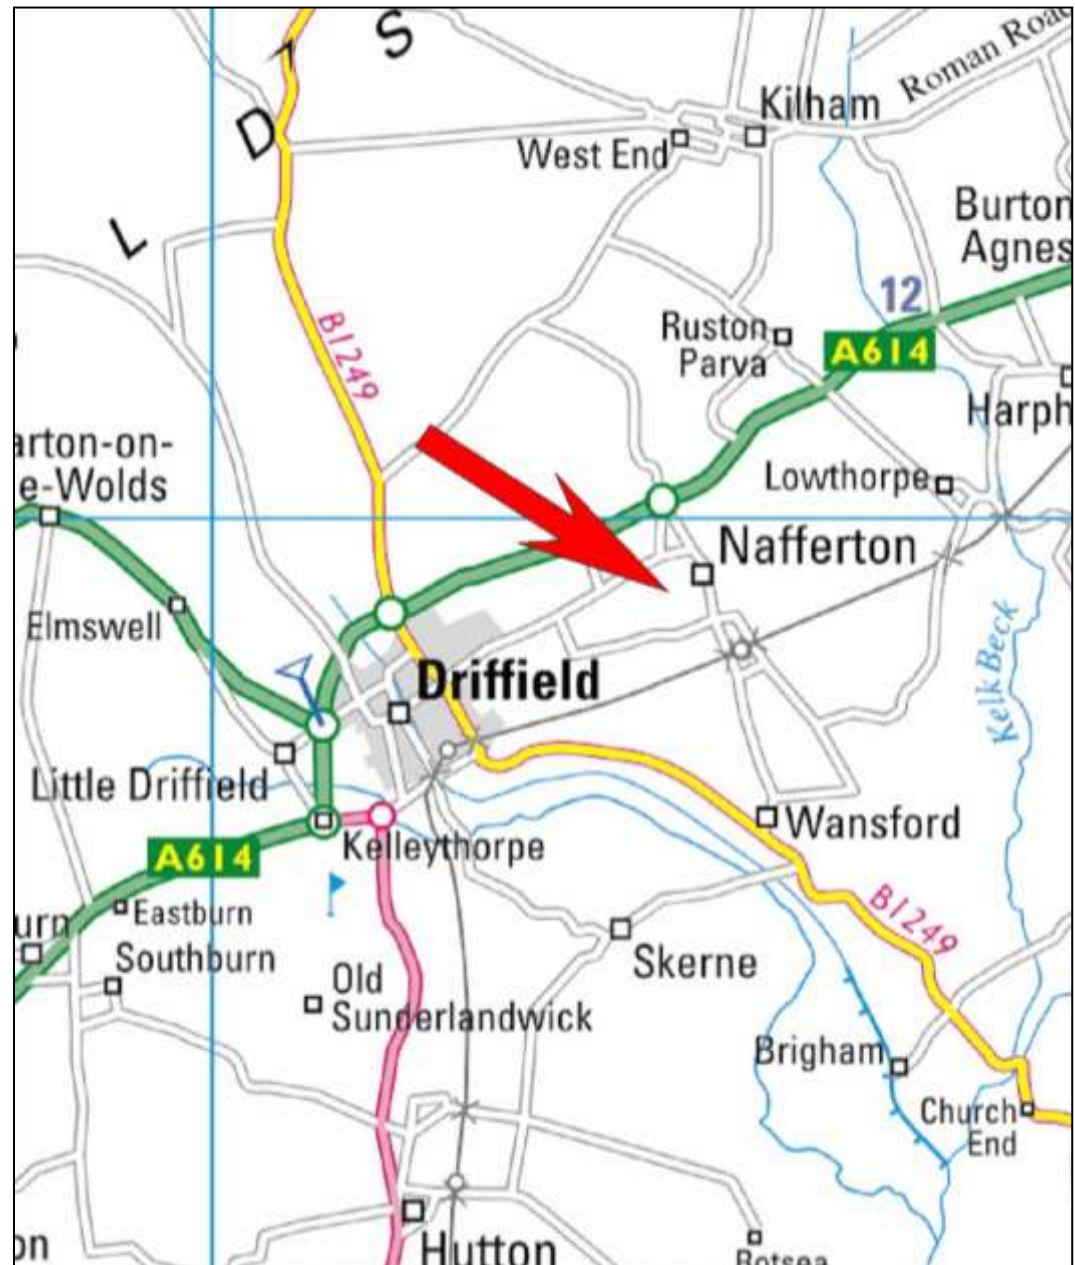 S
D
L
Roman Road
Kilham
West End
Burton
Agnes
12
B1249
Ruston
Parva
A614
Harph
arton-on-
e-Wolds
Lowthorpe
Nafferton
Elmswell
Kelk Beck
Driffield
Little Driffield
Wansford
A614
Kelleythorpe
B1249
Eastburn
urn
Southburn
Skerne
Old
Sunderlandwick
Brigham
Church
End
on
Hutton
Rotsea